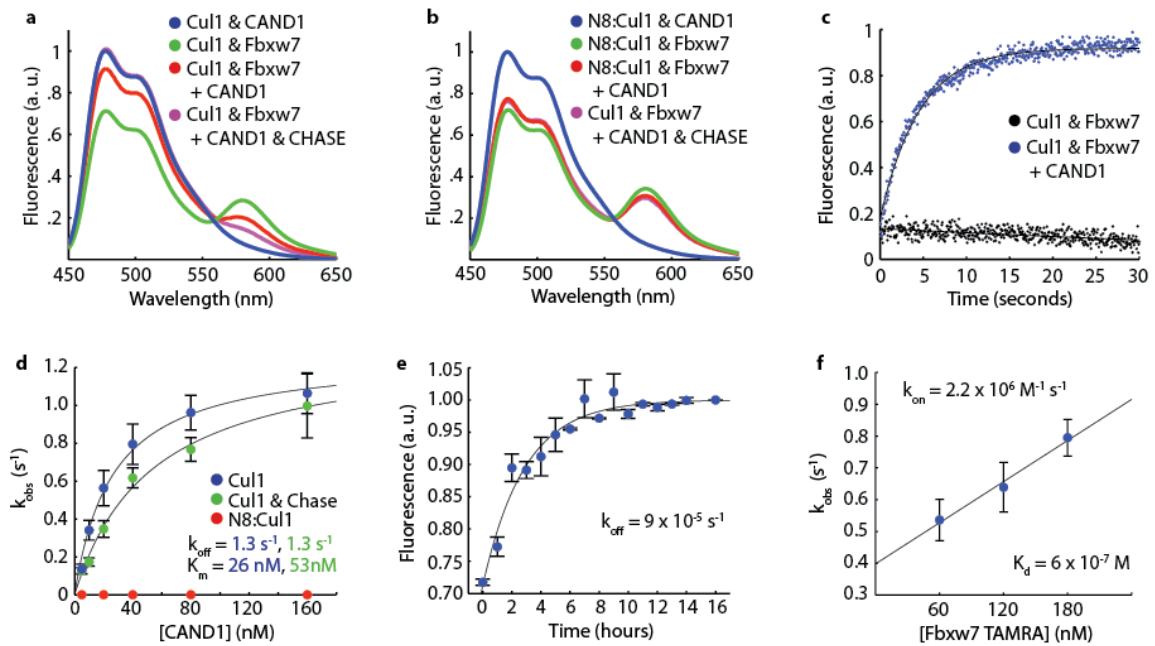 a
Cul1 & CAND1
Cul1 & Fbxw7
Cul1 & Fbxw7
+ CAND1
Cul1 & Fbxw7
+ CAND1 & CHASE
Fluorescence (a. u.)
1
.8
.6
.4
.2
450 500 550 600 650
Wavelength (nm)
b
N8:Cul1 & CAND1
N8:Cul1 & Fbxw7
N8:Cul1 & Fbxw7
+ CAND1
Cul1 & Fbxw7
+ CAND1 & CHASE
Fluorescence (a. u.)
1
.8
.6
.4
.2
450 500 550 600 650
Wavelength (nm)
c
Fluorescence (a. u.)
1
0.8
0.6
0.4
0.2
0
Cul1 & Fbxw7
Cul1 & Fbxw7
+ CAND1
0 5 10 15 20 25 30
Time (seconds)
d
k_obs (s⁻¹)
1.2
1.0
0.8
0.6
0.4
0.2
0
Cul1
Cul1 & Chase
N8:Cul1
k_off = 1.3 s⁻¹, 1.3 s⁻¹
K_m = 26 nM, 53nM
0 40 80 120 160
[CAND1] (nM)
e
Fluorescence (a. u.)
1.05
1.00
0.95
0.90
0.85
0.80
0.75
0.70
k_off = 9 x 10⁻⁵ s⁻¹
0 2 4 6 8 10 12 14 16
Time (hours)
f
k_obs (s⁻¹)
1.0
0.9
0.8
0.7
0.6
0.5
0.4
0.3
k_on = 2.2 x 10⁶ M⁻¹ s⁻¹
K_d = 6 x 10⁻⁷ M
60 120 180
[Fbxw7 TAMRA] (nM)